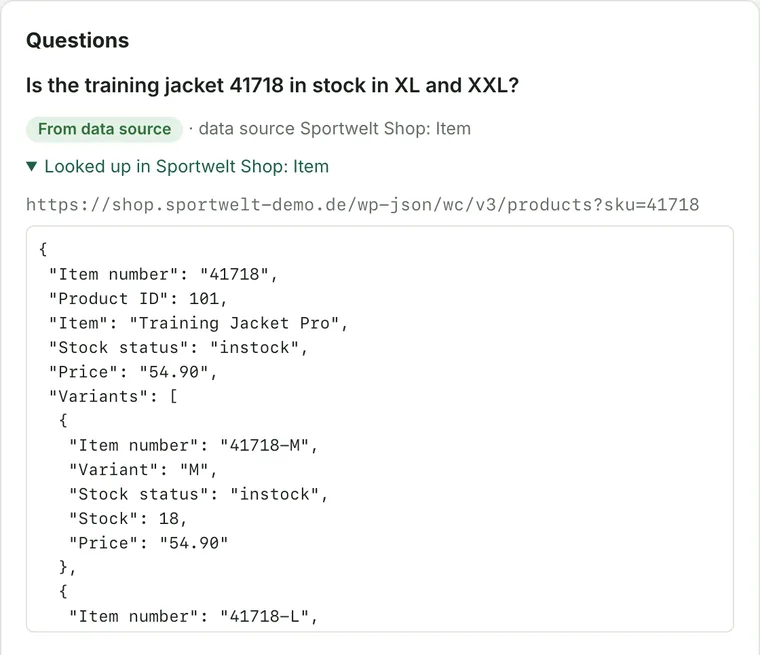 Questions
Is the training jacket 41718 in stock in XL and XXL?
From data source · data source Sportwelt Shop: Item
▼ Looked up in Sportwelt Shop: Item
https://shop.sportwelt-demo.de/wp-json/wc/v3/products?sku=41718
{
 "Item number": "41718",
 "Product ID": 101,
 "Item": "Training Jacket Pro",
 "Stock status": "instock",
 "Price": "54.90",
 "Variants": [
  {
   "Item number": "41718-M",
   "Variant": "M",
   "Stock status": "instock",
   "Stock": 18,
   "Price": "54.90"
  },
  {
   "Item number": "41718-L",